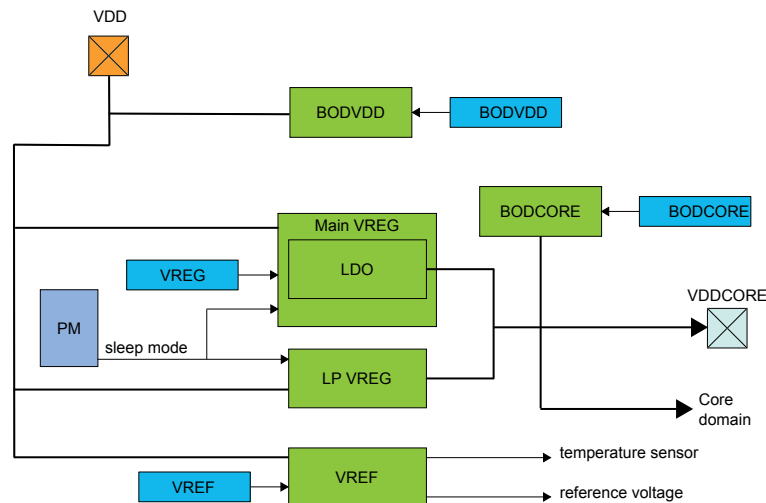 VDD
BODVDD
BODVDD
BODCORE
BODCORE
Main VREG
LDO
VREG
VDDCORE
PM
sleep mode
LP VREG
Core
domain
VREF
temperature sensor
VREF
reference voltage